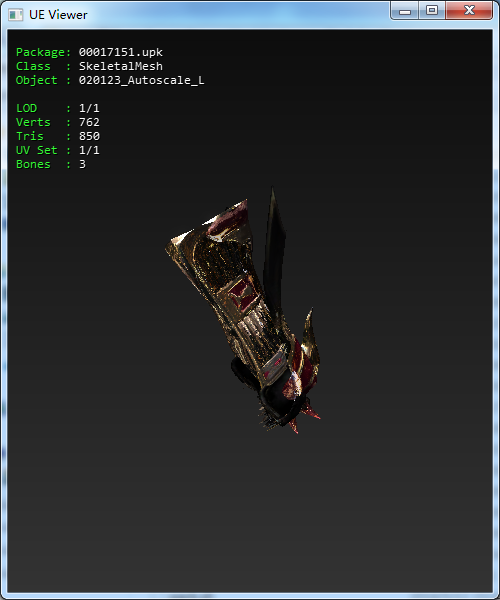 UE Viewer
Package: 00017151.upk
Class : SkeletalMesh
Object : 020123_Autoscale_L
LOD : 1/1
Verts : 762
Tris : 850
UV Set : 1/1
Bones : 3